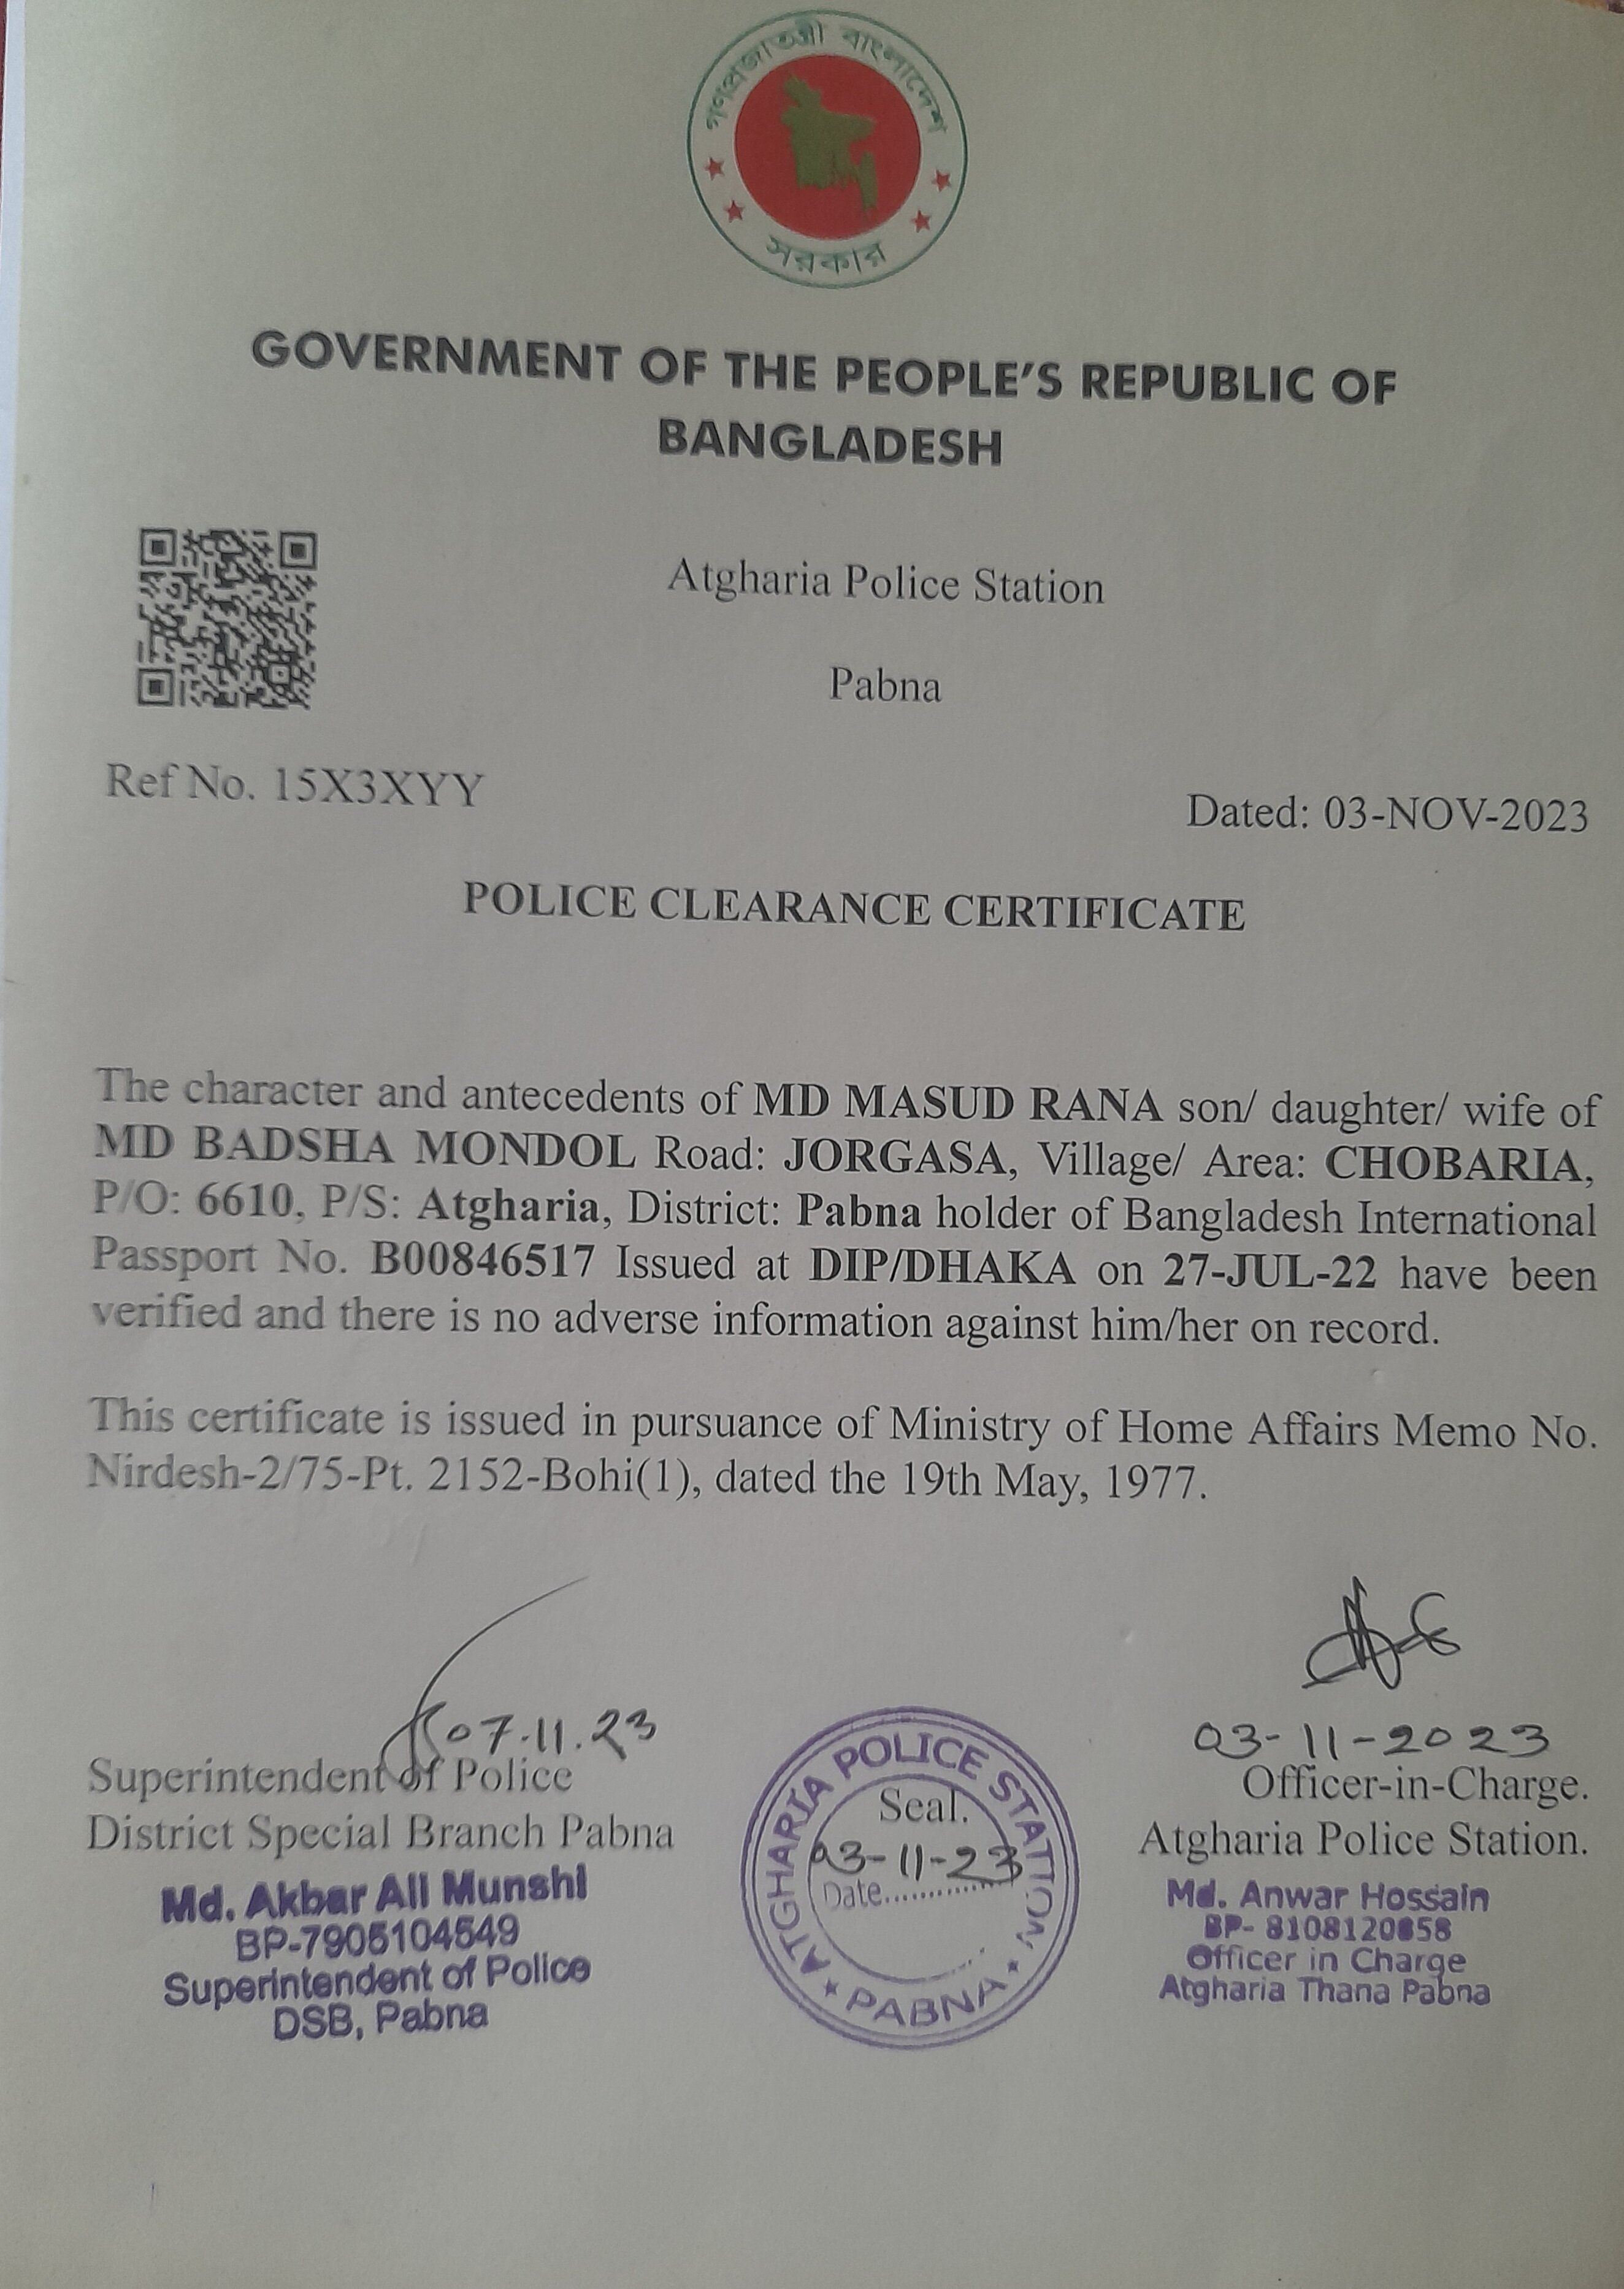 গণপ্রজাতন্ত্রী বাংলাদেশ
সরকার
GOVERNMENT OF THE PEOPLE'S REPUBLIC OF
BANGLADESH
Atgharia Police Station
Pabna
Ref No. 15X3XYY
Dated: 03-NOV-2023
POLICE CLEARANCE CERTIFICATE
The character and antecedents of MD MASUD RANA son/ daughter/ wife of
MD BADSHA MONDOL Road: JORGASA, Village/ Area: CHOBARIA,
P/O: 6610, P/S: Atgharia, District: Pabna holder of Bangladesh International
Passport No. B00846517 Issued at DIP/DHAKA on 27-JUL-22 have been
verified and there is no adverse information against him/her on record.
This certificate is issued in pursuance of Ministry of Home Affairs Memo No.
Nirdesh-2/75-Pt. 2152-Bohi(1), dated the 19th May, 1977.
07.11.23
Superintendent of Police
District Special Branch Pabna
Md. Akbar Ali Munshi
BP-7905104549
Superintendent of Police
DSB, Pabna
ATGHARIA POLICE STATION
Seal.
03-11-23
Date..............
PABNA
03-11-2023
Officer-in-Charge.
Atgharia Police Station.
Md. Anwar Hossain
Officer in Charge
Atgharia Thana Pabna